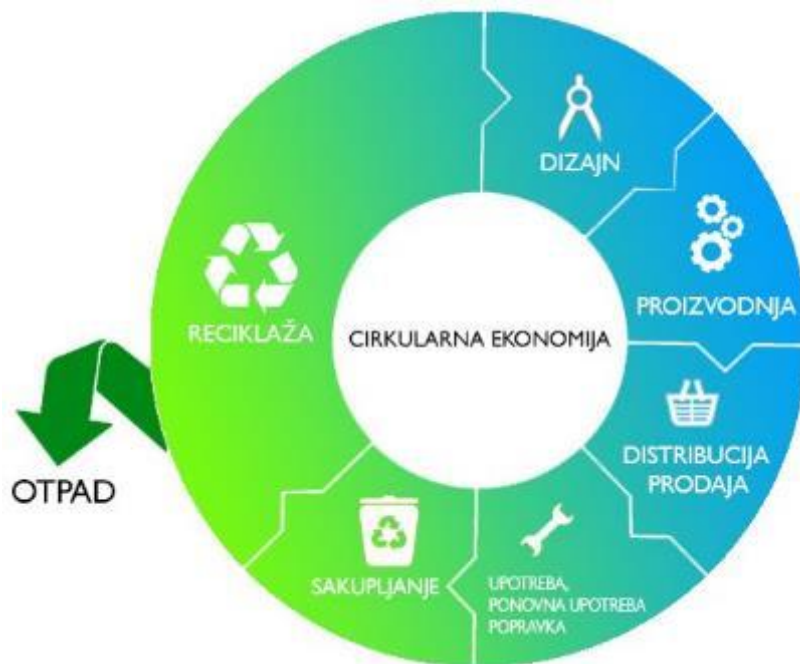 DIZAJN
PROIZVODNJA
DISTRIBUCIJA
PRODAJA
UPOTREBA,
PONOVNA UPOTREBA
POPRAVKA
SAKUPLJANJE
RECIKLAŽA
CIRKULARNA EKONOMIJA
OTPAD